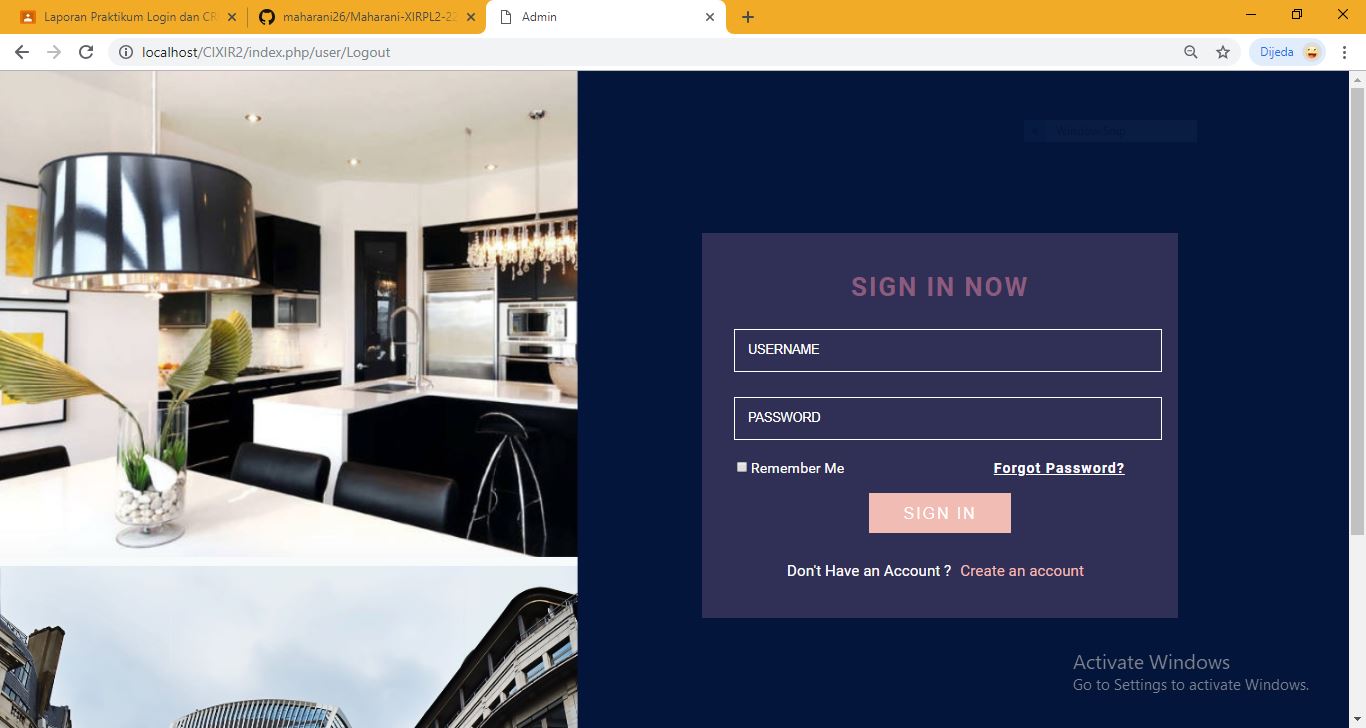 Laporan Praktikum Login dan CR
maharani26/Maharani-XIRPL2-22
Admin
localhost/CIXIR2/index.php/user/Logout
Dijeda
Window Snip
SIGN IN NOW
USERNAME
PASSWORD
Remember Me
Forgot Password?
SIGN IN
Don't Have an Account ?
Create an account
Activate Windows
Go to Settings to activate Windows.